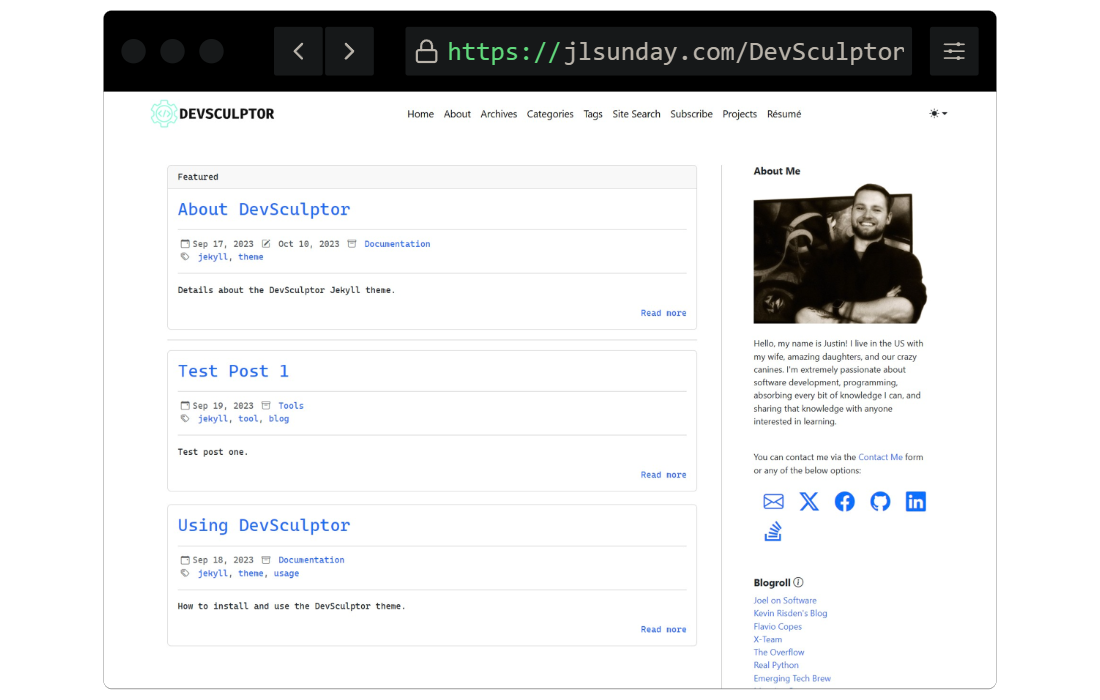 https://jlsunday.com/DevSculptor
DEVSCULPTOR
Home About Archives Categories Tags Site Search Subscribe Projects Résumé
Featured
About DevSculptor
Sep 17, 2023 Oct 10, 2023 Documentation
jekyll, theme
Details about the DevSculptor Jekyll theme.
Read more
Test Post 1
Sep 19, 2023 Tools
jekyll, tool, blog
Test post one.
Read more
Using DevSculptor
Sep 18, 2023 Documentation
jekyll, theme, usage
How to install and use the DevSculptor theme.
Read more
About Me
Hello, my name is Justin! I live in the US with
my wife, amazing daughters, and our crazy
canines. I'm extremely passionate about
software development, programming,
absorbing every bit of knowledge I can, and
sharing that knowledge with anyone
interested in learning.
You can contact me via the Contact Me form
or any of the below options:
Blogroll
Joel on Software
Kevin Risden's Blog
Flavio Copes
X-Team
The Overflow
Real Python
Emerging Tech Brew